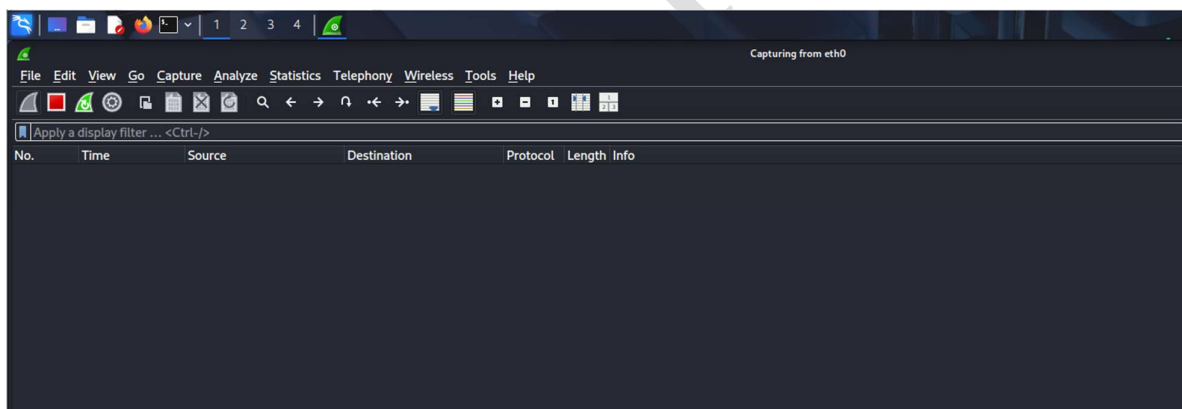 1 2 3 4
Capturing from eth0
File Edit View Go Capture Analyze Statistics Telephony Wireless Tools Help
Apply a display filter ... <Ctrl-/>
No. Time Source Destination Protocol Length Info